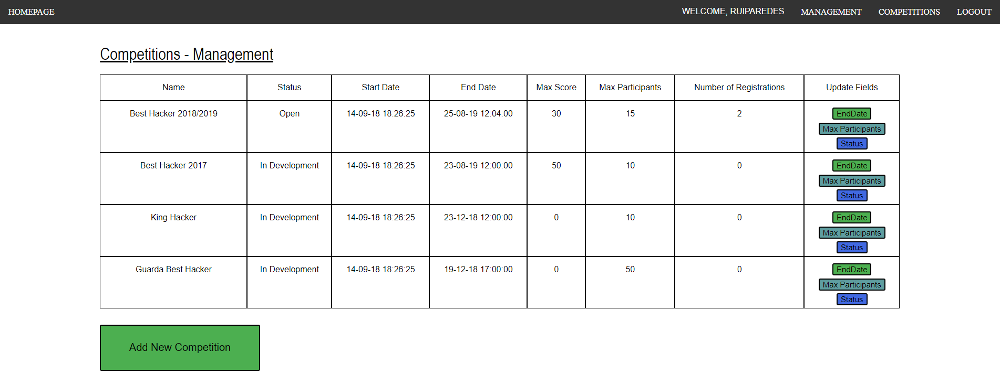 HOMEPAGE WELCOME, RUIPAREDES MANAGEMENT COMPETITIONS LOGOUT
Competitions - Management
Name Status Start Date End Date Max Score Max Participants Number of Registrations Update Fields
Best Hacker 2018/2019 Open 14-09-18 18:26:25 25-08-19 12:04:00 30 15 2 EndDate
Max Participants
Status
Best Hacker 2017 In Development 14-09-18 18:26:25 23-08-19 12:00:00 50 10 0 EndDate
Max Participants
Status
King Hacker In Development 14-09-18 18:26:25 23-12-18 12:00:00 0 10 0 EndDate
Max Participants
Status
Guarda Best Hacker In Development 14-09-18 18:26:25 19-12-18 17:00:00 0 50 0 EndDate
Max Participants
Status
Add New Competition